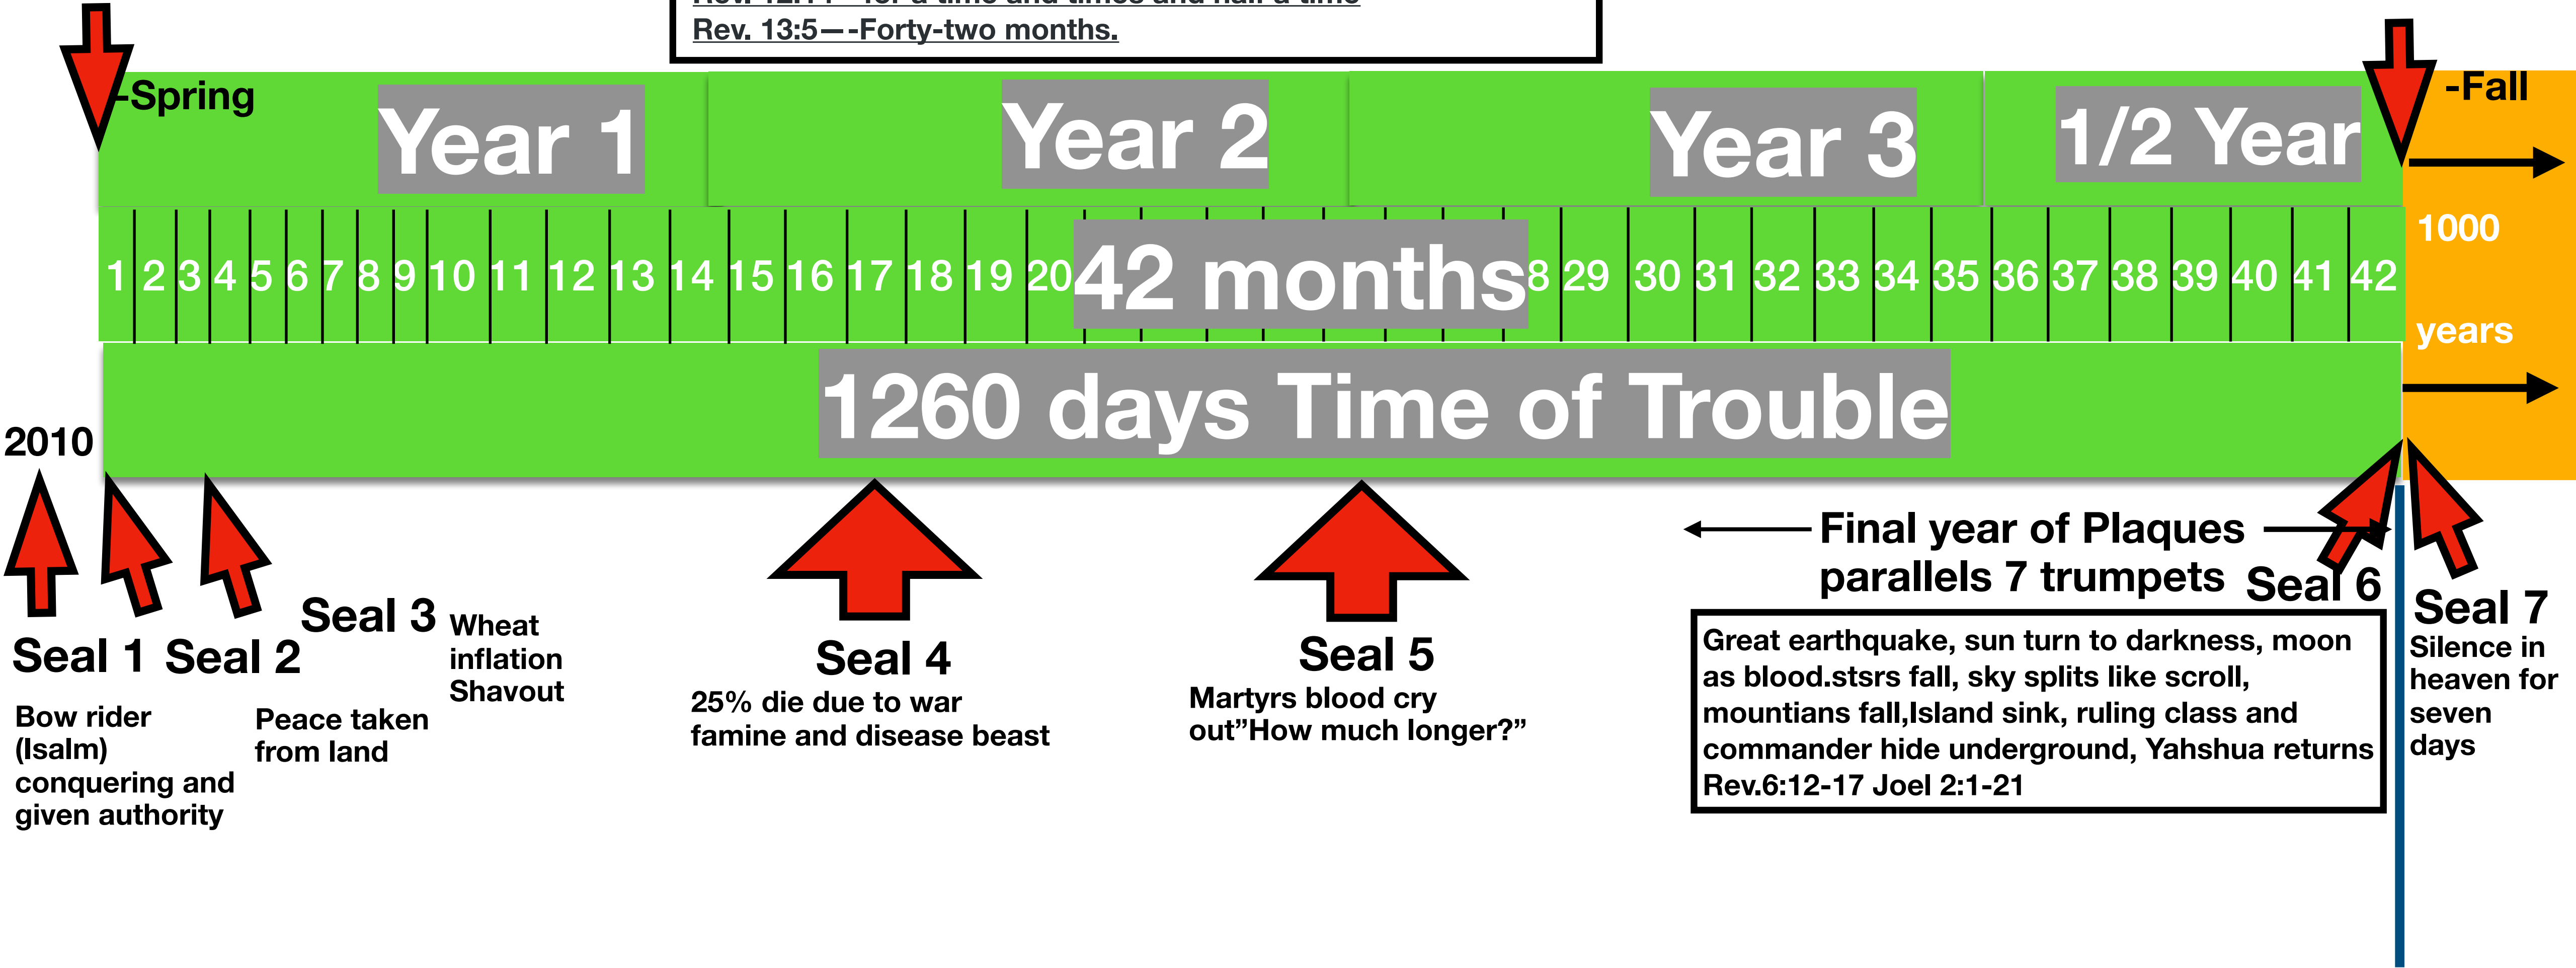 Rev. 13:5—-Forty-two months.
-Spring
-Fall
Year 1
Year 2
Year 3
1/2 Year
1 2 3 4 5 6 7 8 9 10 11 12 13 14 15 16 17 18 19 20 42 months 8 29 30 31 32 33 34 35 36 37 38 39 40 41 42
1000
years
1260 days Time of Trouble
2010
Seal 1
Bow rider
(Isalm)
conquering and
given authority
Seal 2
Peace taken
from land
Seal 3
Wheat
inflation
Shavout
Seal 4
25% die due to war
famine and disease beast
Seal 5
Martyrs blood cry
out”How much longer?”
Final year of Plaques
parallels 7 trumpets
Seal 6
Great earthquake, sun turn to darkness, moon
as blood.stsrs fall, sky splits like scroll,
mountians fall,Island sink, ruling class and
commander hide underground, Yahshua returns
Rev.6:12-17 Joel 2:1-21
Seal 7
Silence in
heaven for
seven
days